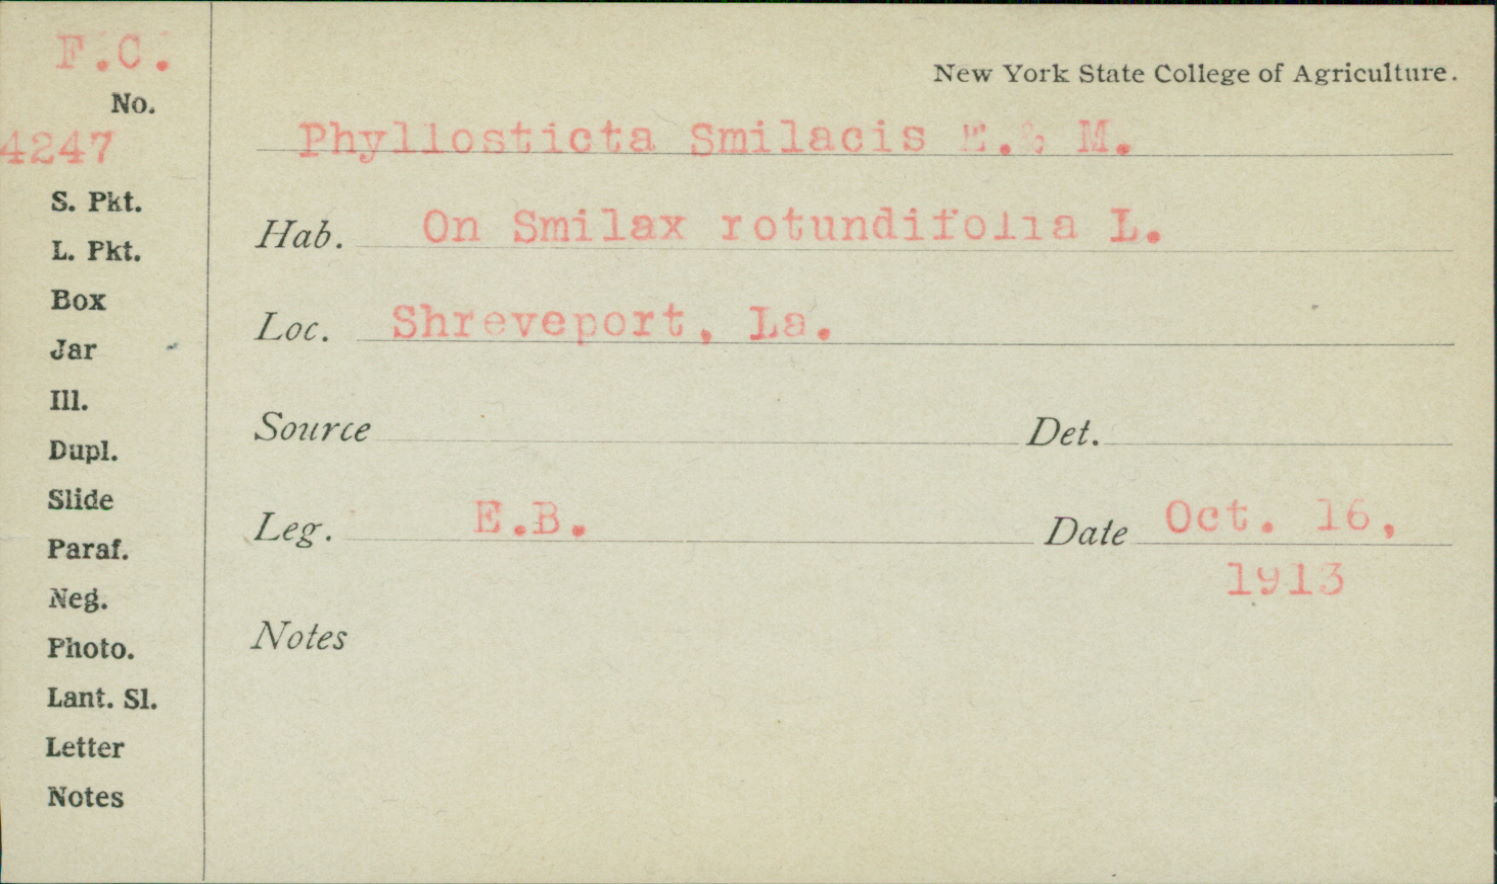 F.C.
No.
4247
S. Pkt.
L. Pkt.
Box
Jar
Ill.
Dupl.
Slide
Paraf.
Neg.
Photo.
Lant. Sl.
Letter
Notes
New York State College of Agriculture.
Phyllosticta Smilacis E.& M.
Hab. On Smilax rotundifolia L.
Loc. Shreveport, La.
Source Det.
Leg. E.B. Date Oct. 16,
1913
Notes